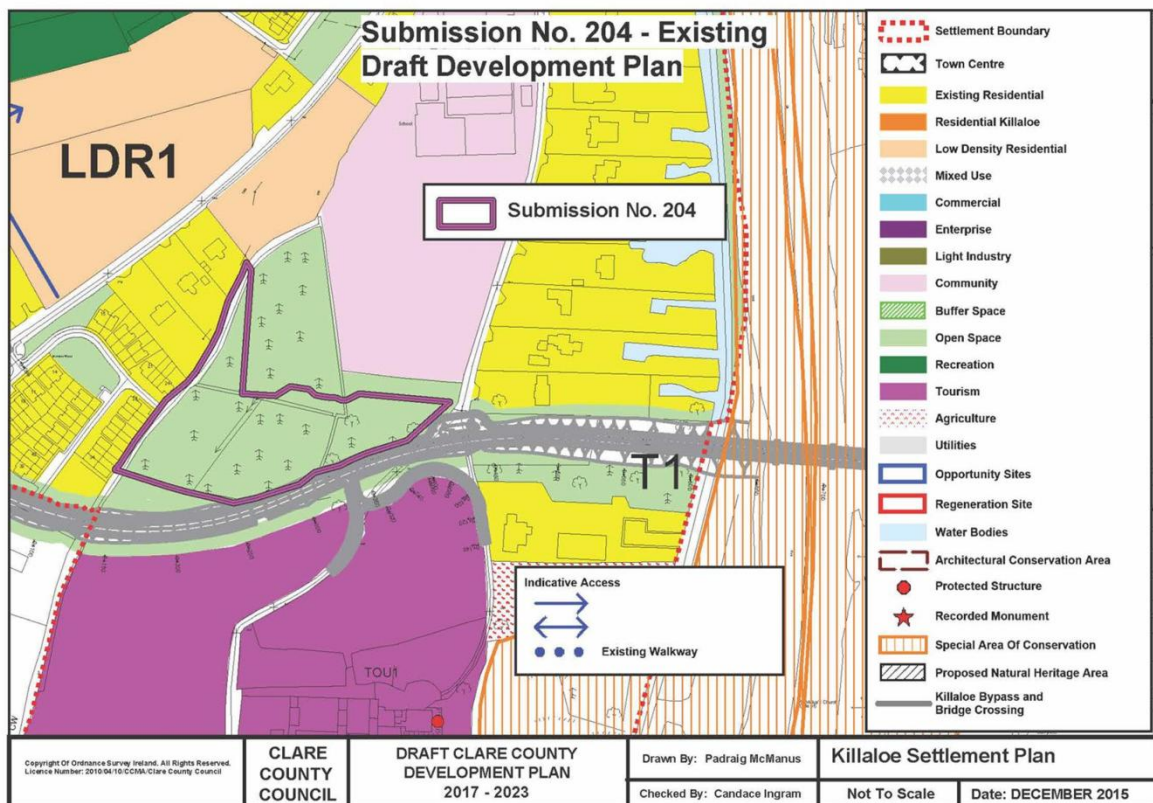 Submission No. 204 - Existing
Draft Development Plan
LDR1
School
Submission No. 204
T1
TOU1
Indicative Access
Existing Walkway
Settlement Boundary
Town Centre
Existing Residential
Residential Killaloe
Low Density Residential
Mixed Use
Commercial
Enterprise
Light Industry
Community
Buffer Space
Open Space
Recreation
Tourism
Agriculture
Utilities
Opportunity Sites
Regeneration Site
Water Bodies
Architectural Conservation Area
Protected Structure
Recorded Monument
Special Area Of Conservation
Proposed Natural Heritage Area
Killaloe Bypass and
Bridge Crossing
Copyright Of Ordnance Survey Ireland. All Rights Reserved.
Licence Number: 2010/04/10/CCMA/Clare County Council
CLARE
COUNTY
COUNCIL
DRAFT CLARE COUNTY
DEVELOPMENT PLAN
2017 - 2023
Drawn By: Padraig McManus
Checked By: Candace Ingram
Killaloe Settlement Plan
Not To Scale
Date: DECEMBER 2015